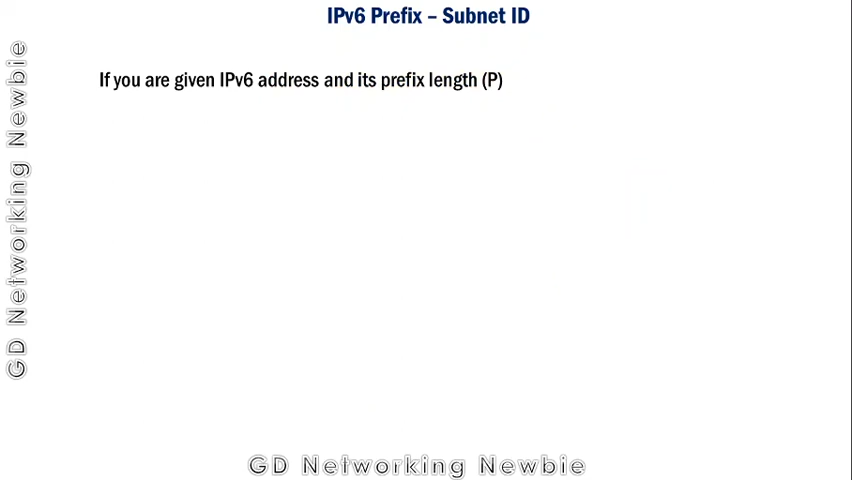 IPv6 Prefix – Subnet ID
If you are given IPv6 address and its prefix length (P)
GD Networking Newbie
GD Networking Newbie